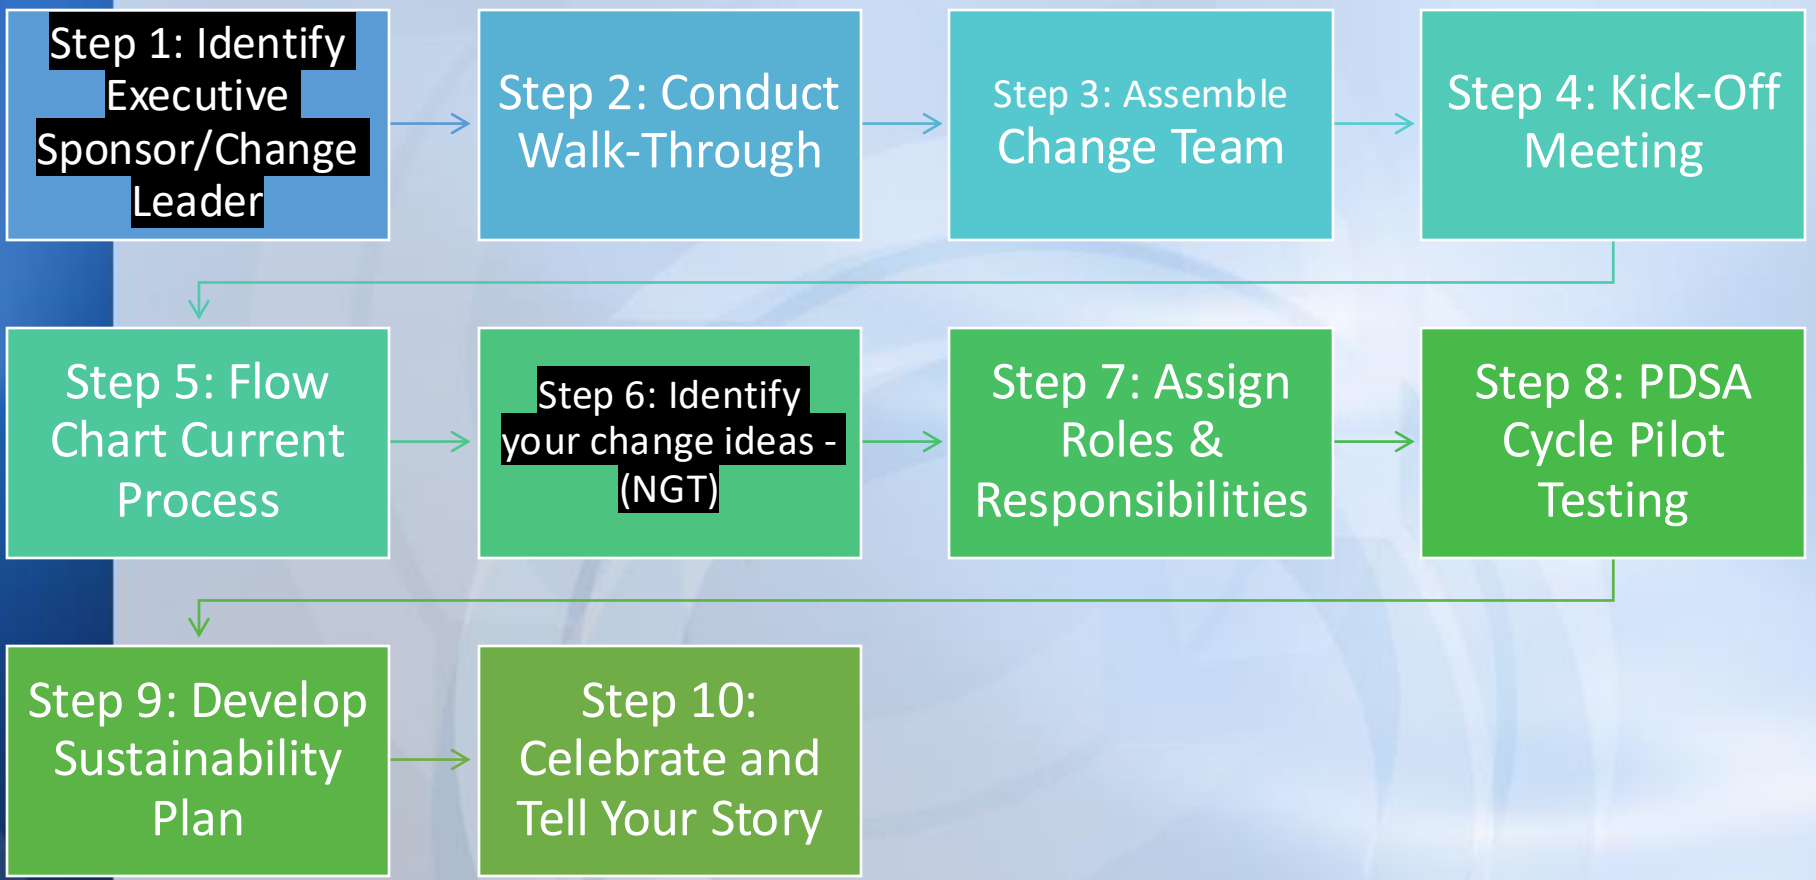 Step 1: Identify
Executive
Sponsor/Change
Leader
Step 2: Conduct
Walk-Through
Step 3: Assemble
Change Team
Step 4: Kick-Off
Meeting
Step 5: Flow
Chart Current
Process
Step 6: Identify
your change ideas -
(NGT)
Step 7: Assign
Roles &
Responsibilities
Step 8: PDSA
Cycle Pilot
Testing
Step 9: Develop
Sustainability
Plan
Step 10:
Celebrate and
Tell Your Story